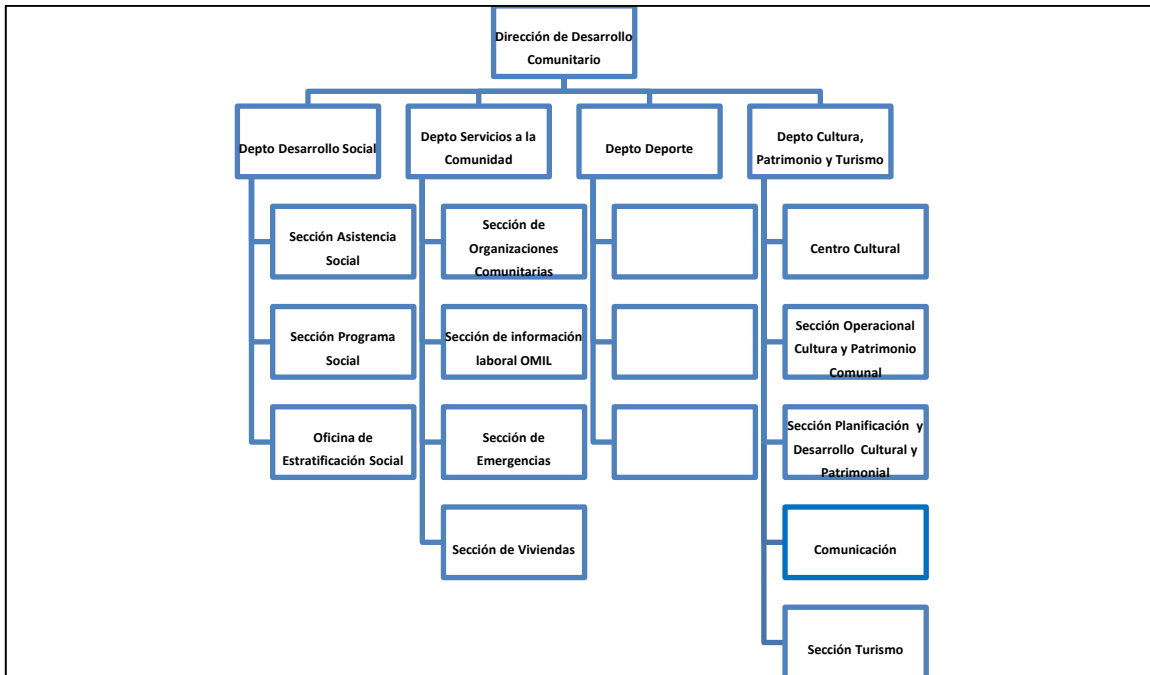 Dirección de Desarrollo
Comunitario
Depto Desarrollo Social
Depto Servicios a la
Comunidad
Depto Deporte
Depto Cultura,
Patrimonio y Turismo
Sección Asistencia
Social
Sección de
Organizaciones
Comunitarias
Centro Cultural
Sección Programa
Social
Sección de información
laboral OMIL
Sección Operacional
Cultura y Patrimonio
Comunal
Oficina de
Estratificación Social
Sección de
Emergencias
Sección Planificación y
Desarrollo Cultural y
Patrimonial
Sección de Viviendas
Comunicación
Sección Turismo